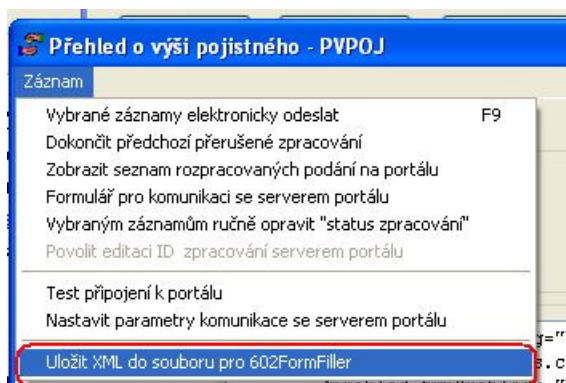 Přehled o výši pojistného - PVPOJ
Záznam
Vybrané záznamy elektronicky odeslat F9
Dokončit předchozí přerušené zpracování
Zobrazit seznam rozpracovaných podání na portálu
Formulář pro komunikaci se serverem portálu
Vybraným záznamům ručně opravit "status zpracování"
Povolit editaci ID zpracování serverem portálu
Test připojení k portálu
Nastavit parametry komunikace se serverem portálu
Uložit XML do souboru pro 602FormFiller